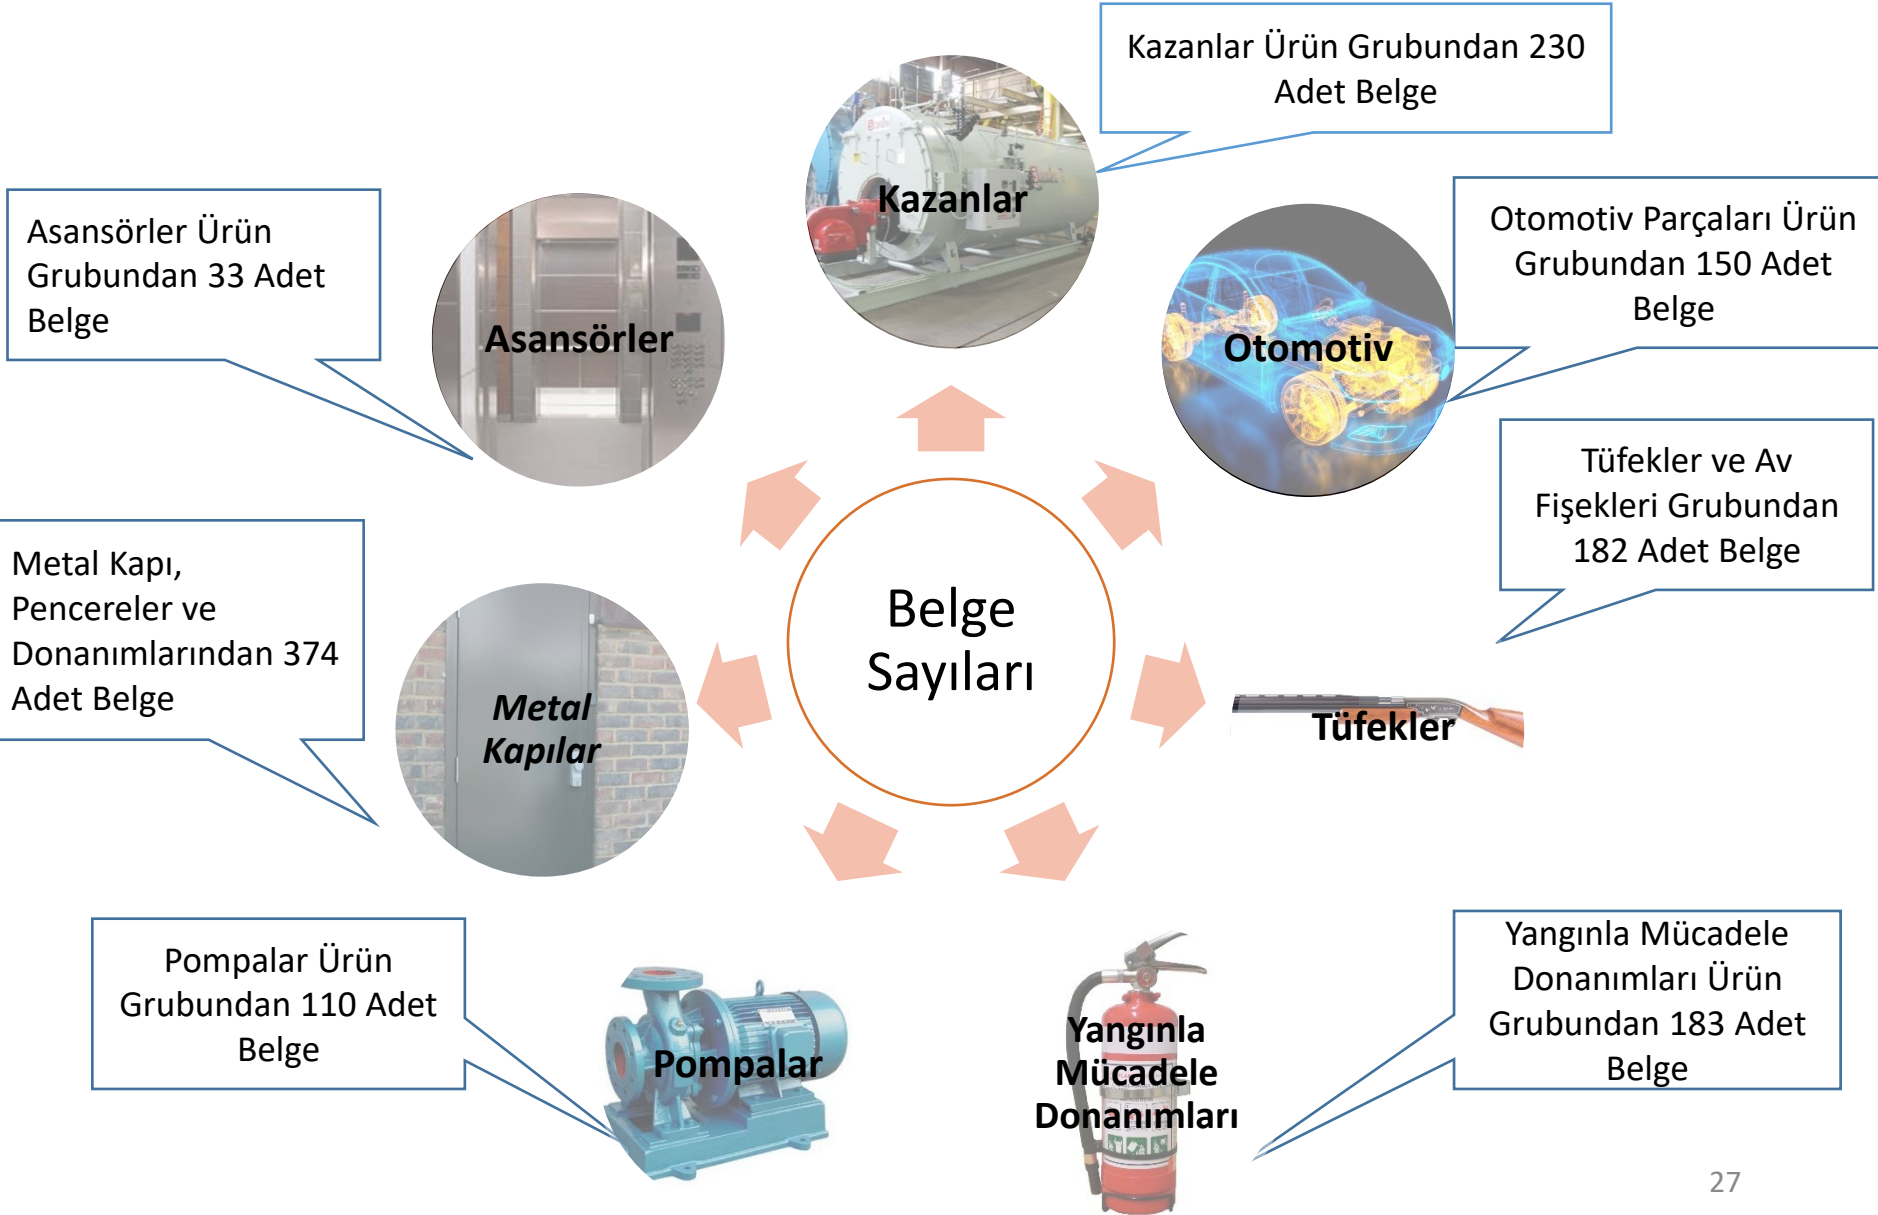 Kazanlar Ürün Grubundan 230
Adet Belge
Kazanlar
Asansörler Ürün
Grubundan 33 Adet
Belge
Asansörler
Otomotiv Parçaları Ürün
Grubundan 150 Adet
Belge
Otomotiv
Tüfekler ve Av
Fişekleri Grubundan
182 Adet Belge
Tüfekler
Metal Kapı,
Pencereler ve
Donanımlarından 374
Adet Belge
Metal
Kapılar
Belge
Sayıları
Pompalar Ürün
Grubundan 110 Adet
Belge
Pompalar
Yangınla
Mücadele
Donanımları
Yangınla Mücadele
Donanımları Ürün
Grubundan 183 Adet
Belge
27